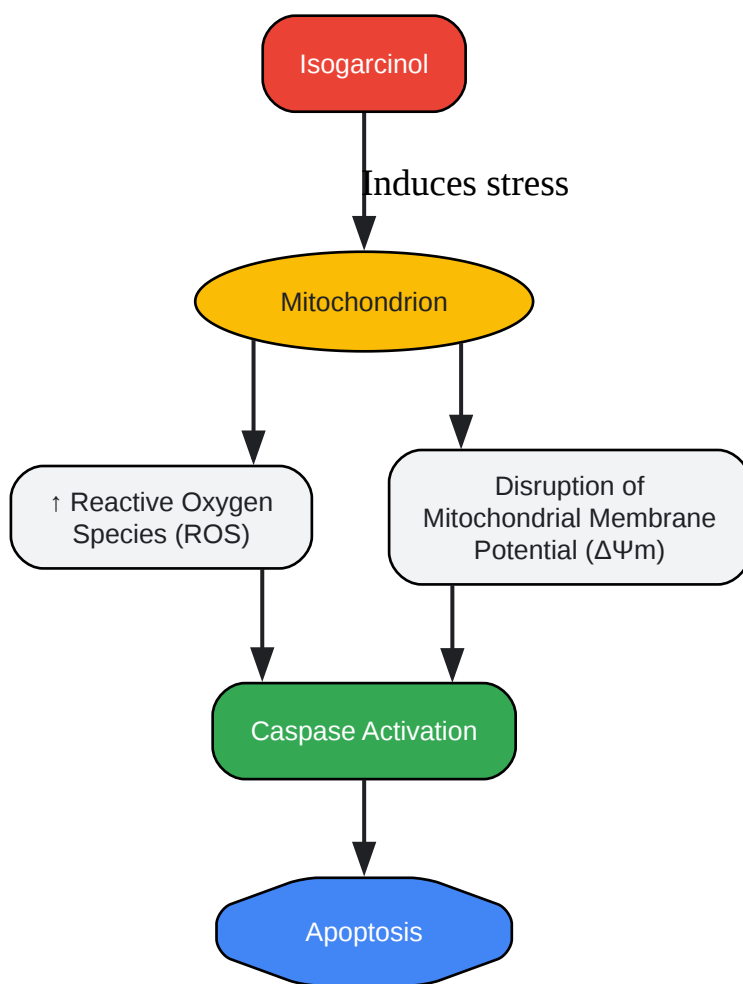 Isogarcinol
Induces stress
Mitochondrion
↑ Reactive Oxygen
Species (ROS)
Disruption of
Mitochondrial Membrane
Potential (ΔΨm)
Caspase Activation
Apoptosis